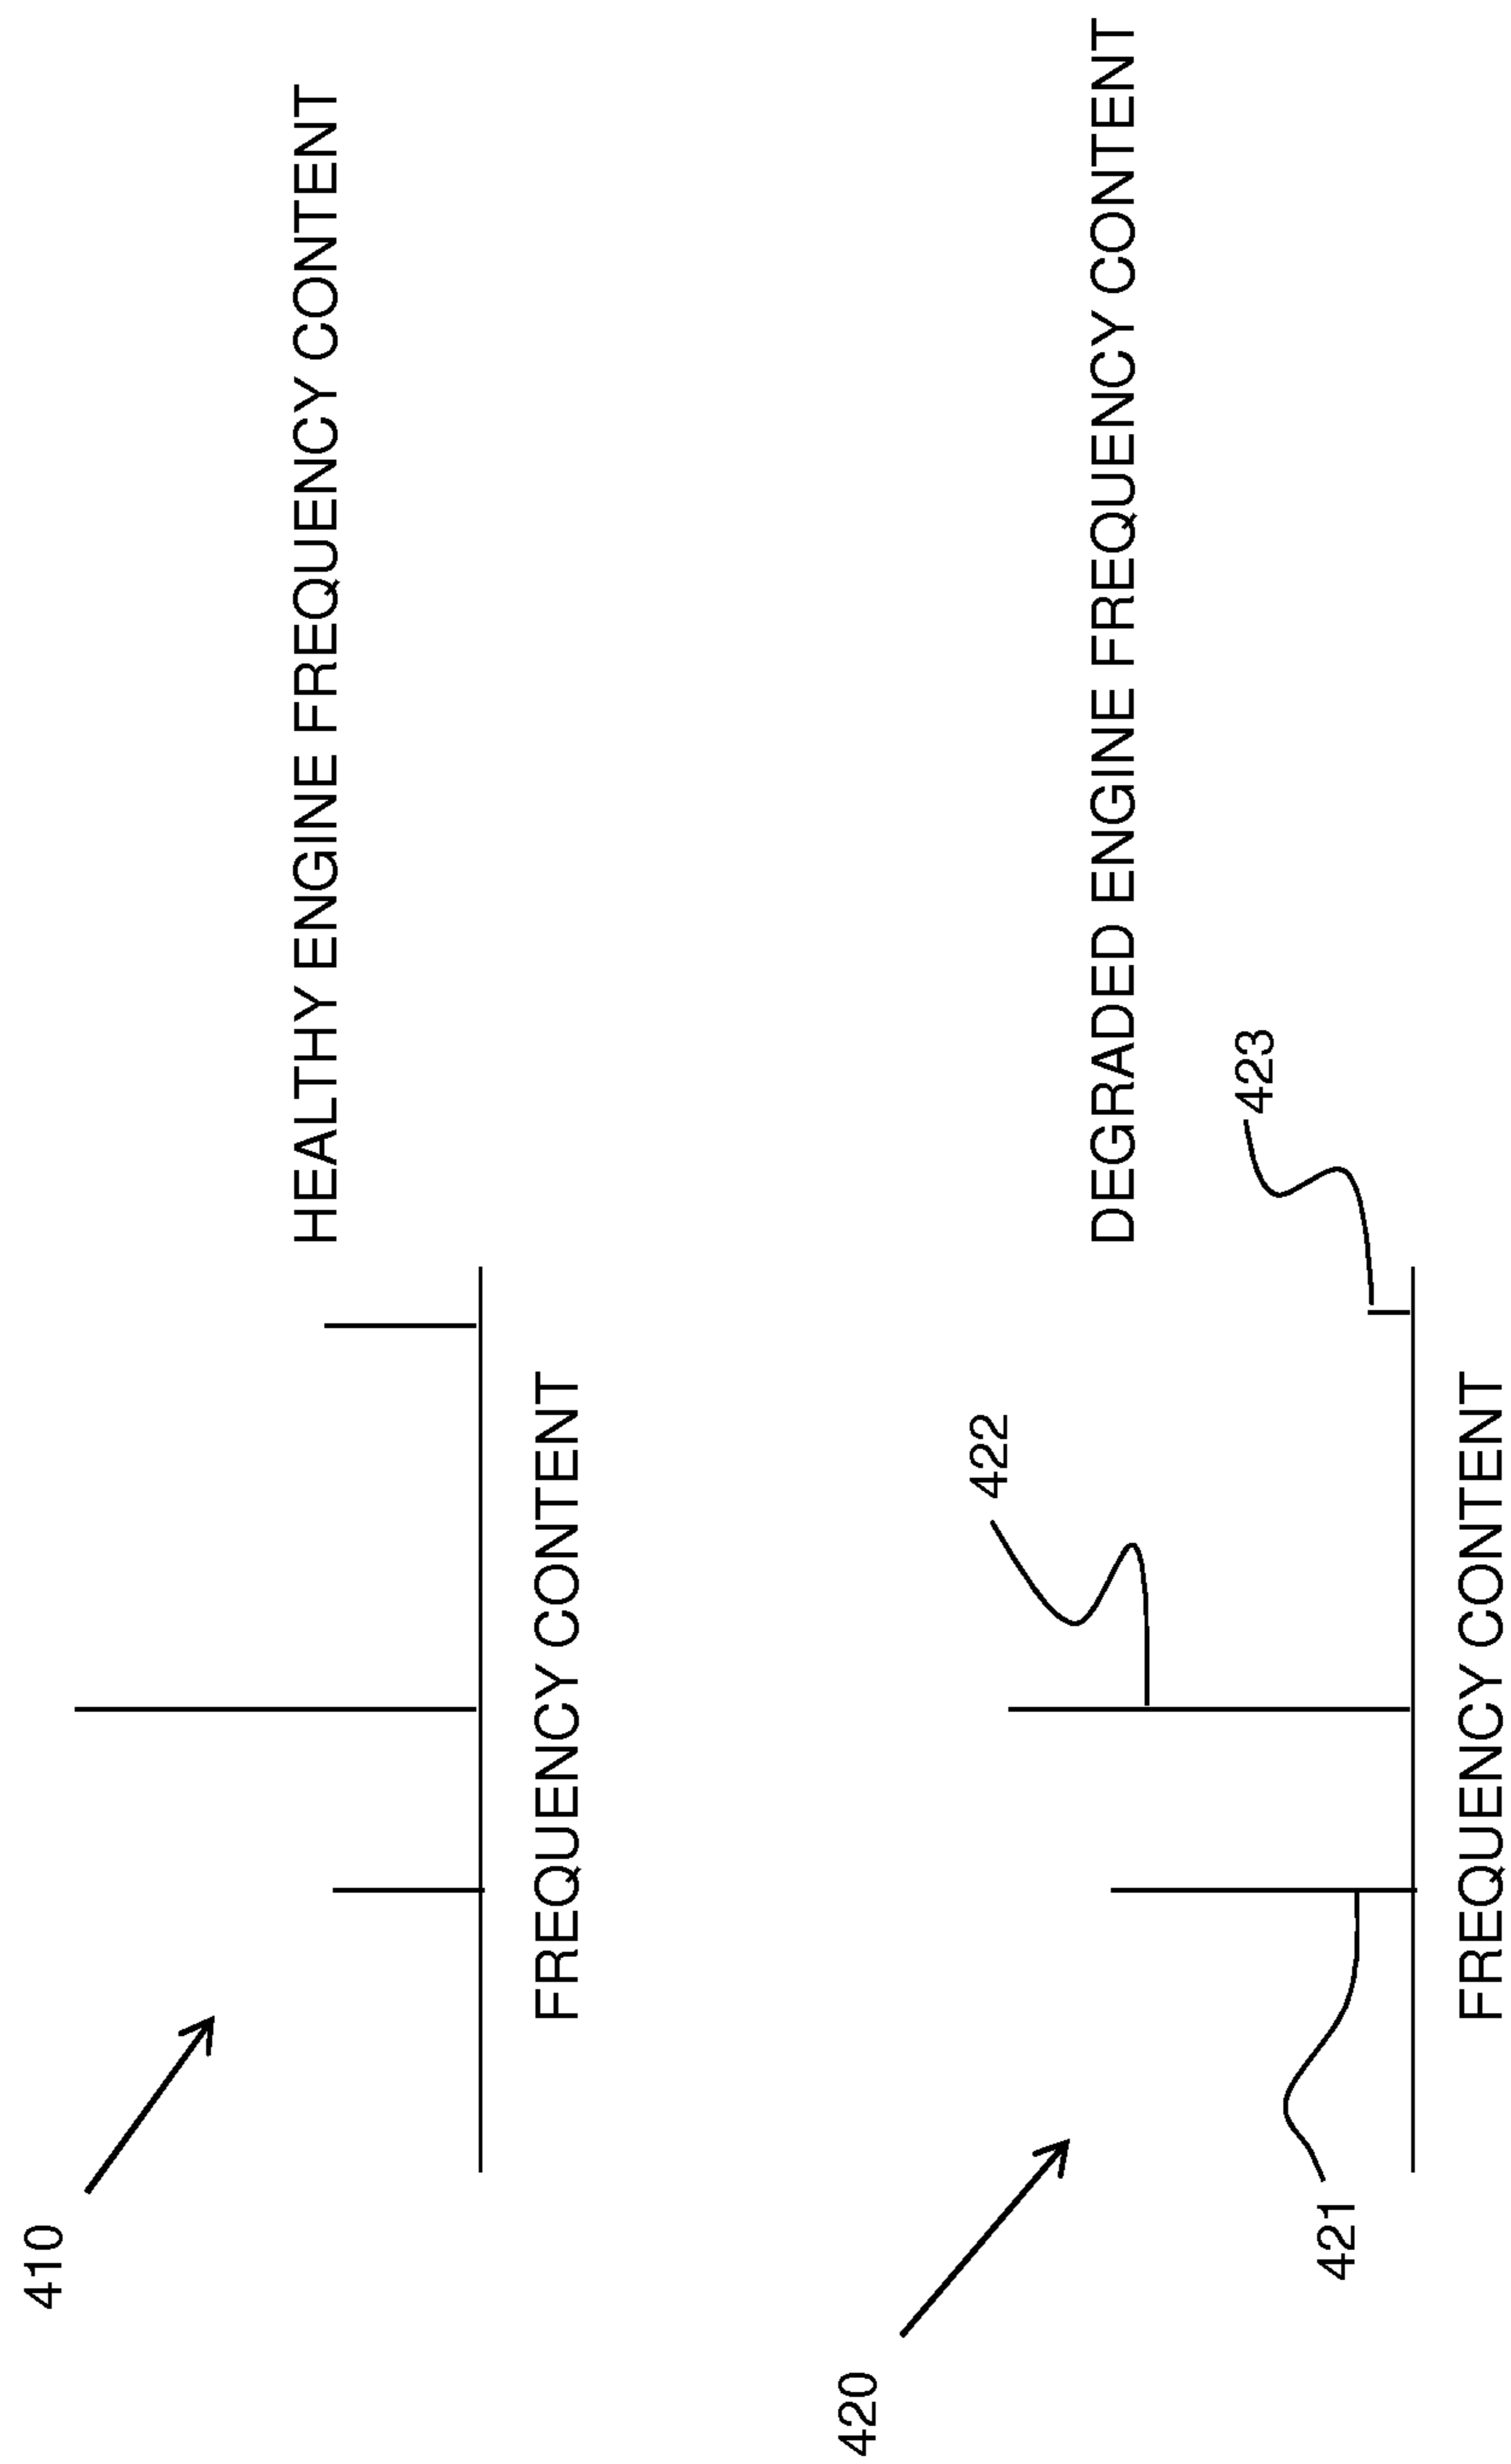 410
HEALTHY ENGINE FREQUENCY CONTENT
FREQUENCY CONTENT
420
422
DEGRADED ENGINE FREQUENCY CONTENT
423
421
FREQUENCY CONTENT